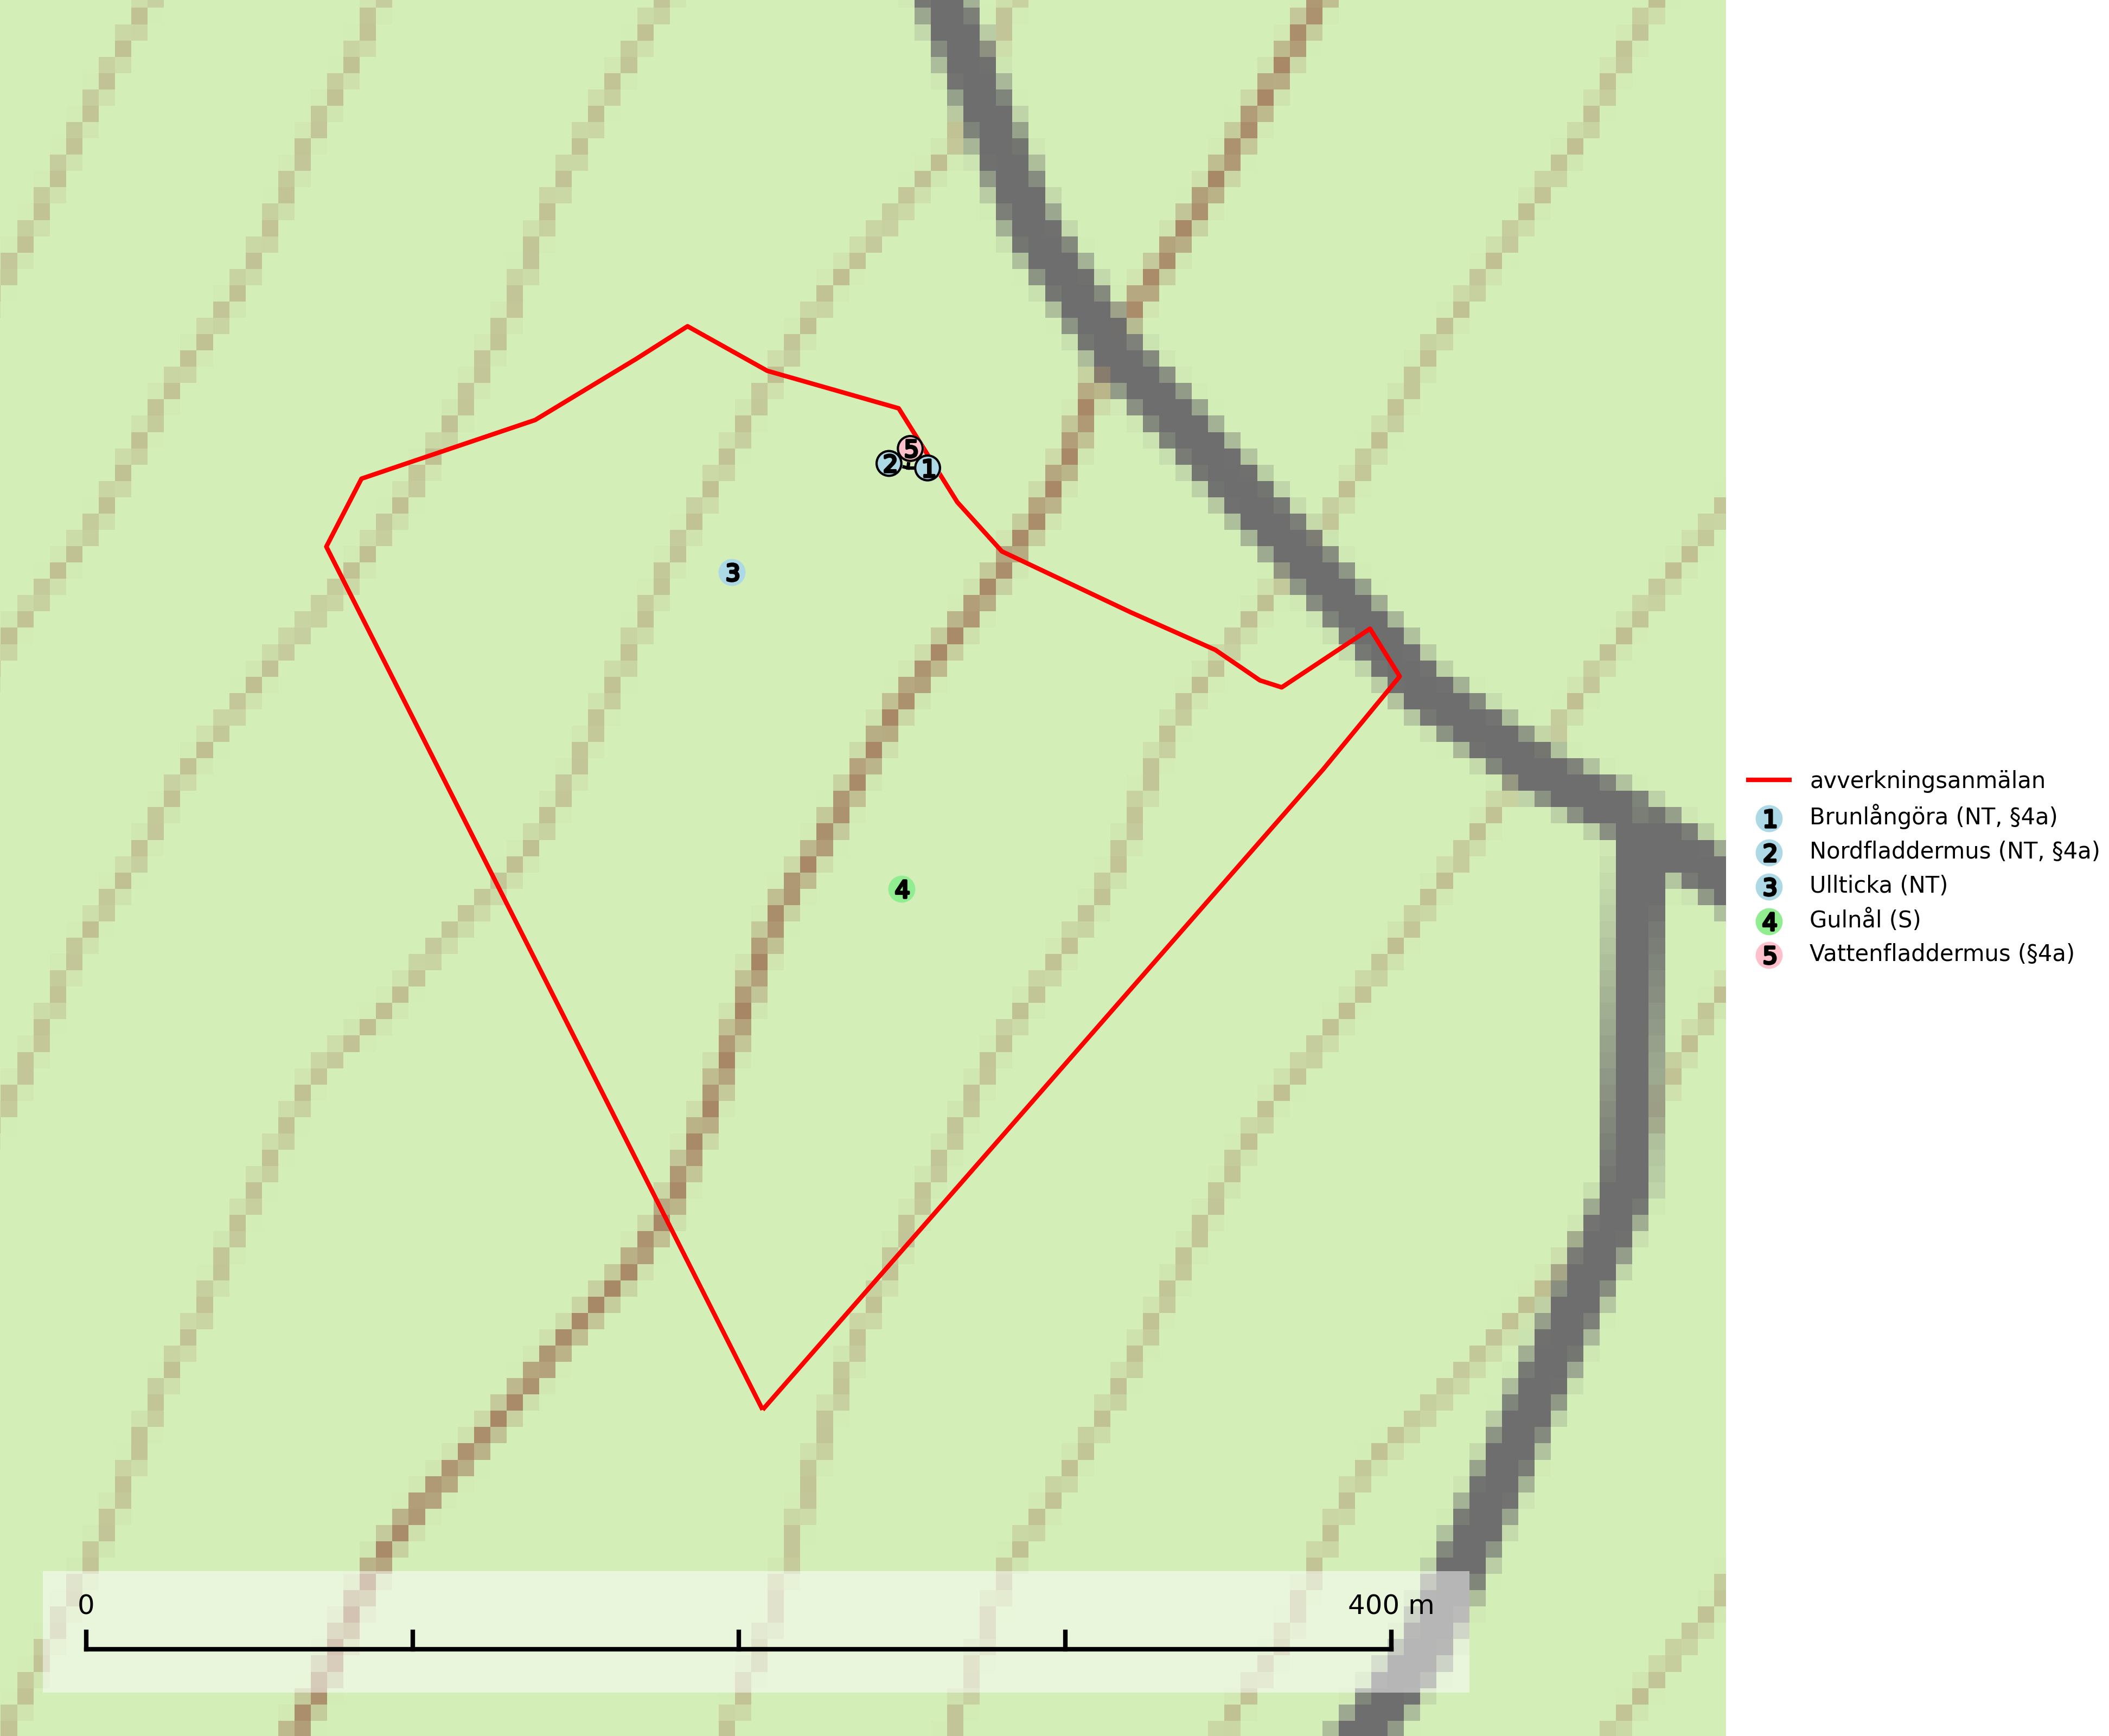 5
2
1
3
4
avverkningsanmälan
1 Brunlångöra (NT, §4a)
2 Nordfladdermus (NT, §4a)
3 Ullticka (NT)
4 Gulnål (S)
5 Vattenfladdermus (§4a)
0 400 m